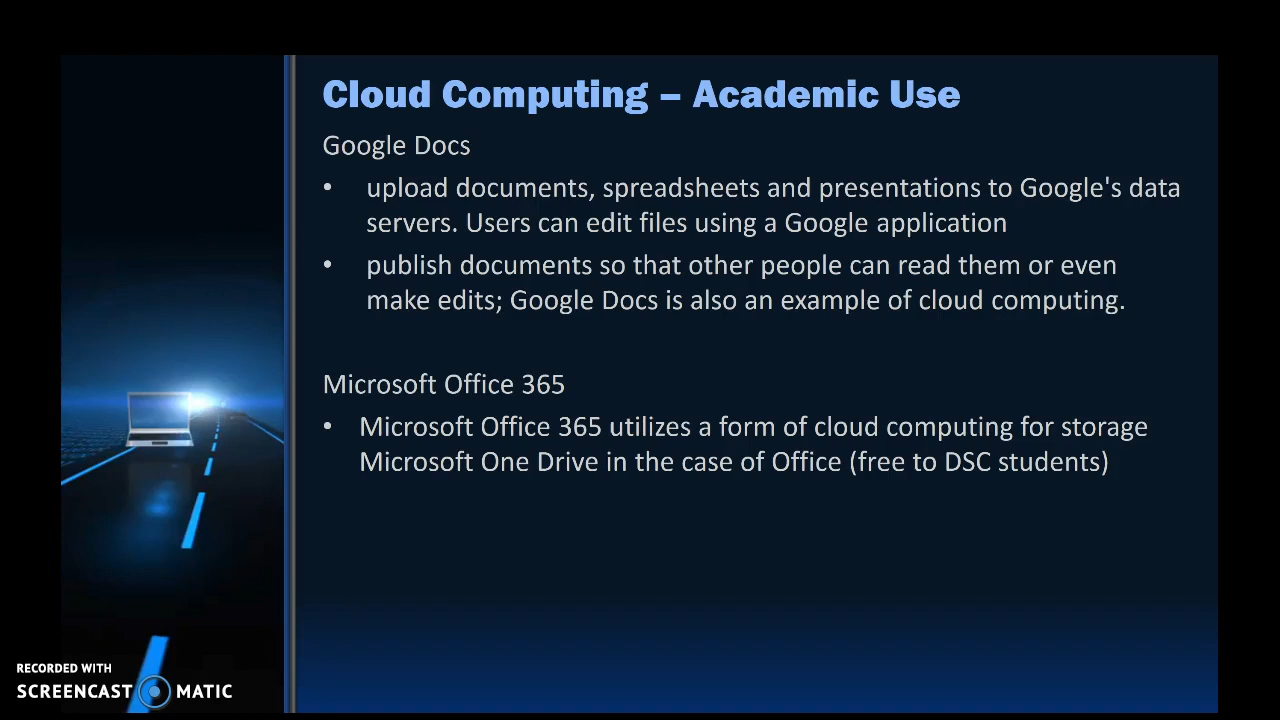 Cloud Computing – Academic Use
Google Docs
• upload documents, spreadsheets and presentations to Google's data
servers. Users can edit files using a Google application
• publish documents so that other people can read them or even
make edits; Google Docs is also an example of cloud computing.
Microsoft Office 365
• Microsoft Office 365 utilizes a form of cloud computing for storage
Microsoft One Drive in the case of Office (free to DSC students)
RECORDED WITH
SCREENCAST MATIC